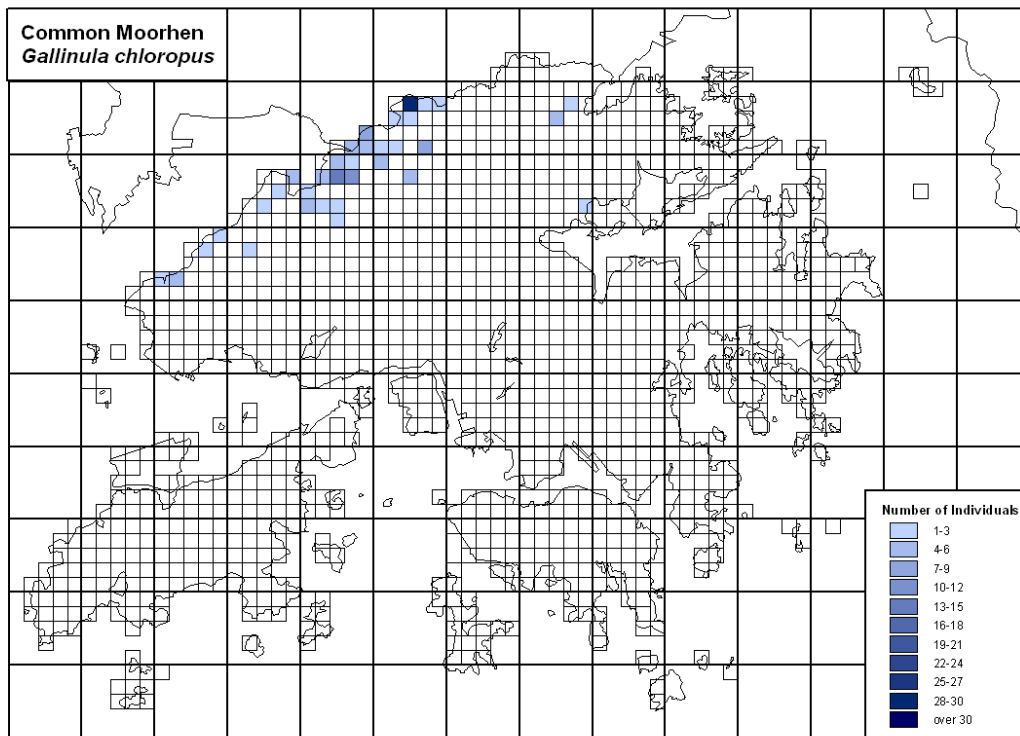 Common Moorhen
Gallinula chloropus
Number of Individuals
1-3
4-6
7-9
10-12
13-15
16-18
19-21
22-24
25-27
28-30
over 30